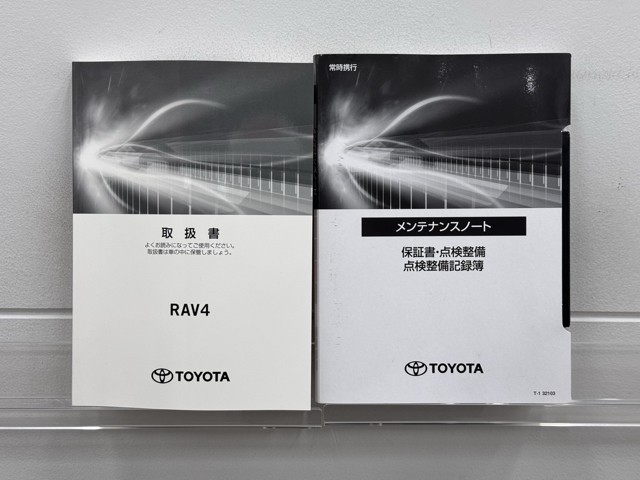 取扱書
よくお読みになってご使用ください。
取扱書は車の中に保管しましょう。
RAV4
TOYOTA
常時携行
メンテナンスノート
保証書・点検整備
点検整備記録簿
TOYOTA
T-1 32103